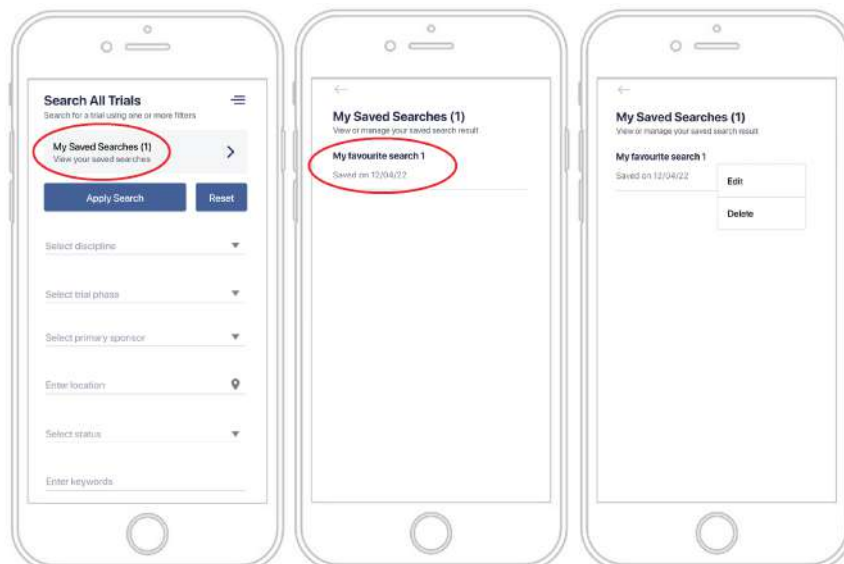 Search All Trials
Search for a trial using one or more filters
My Saved Searches (1)
View your saved searches
Apply Search
Reset
Select discipline
Select trial phase
Select primary sponsor
Enter location
Select status
Enter keywords
My Saved Searches (1)
View or manage your saved search result
My favourite search 1
Saved on 12/04/22
My Saved Searches (1)
View or manage your saved search result
My favourite search 1
Saved on 12/04/22
Edit
Delete